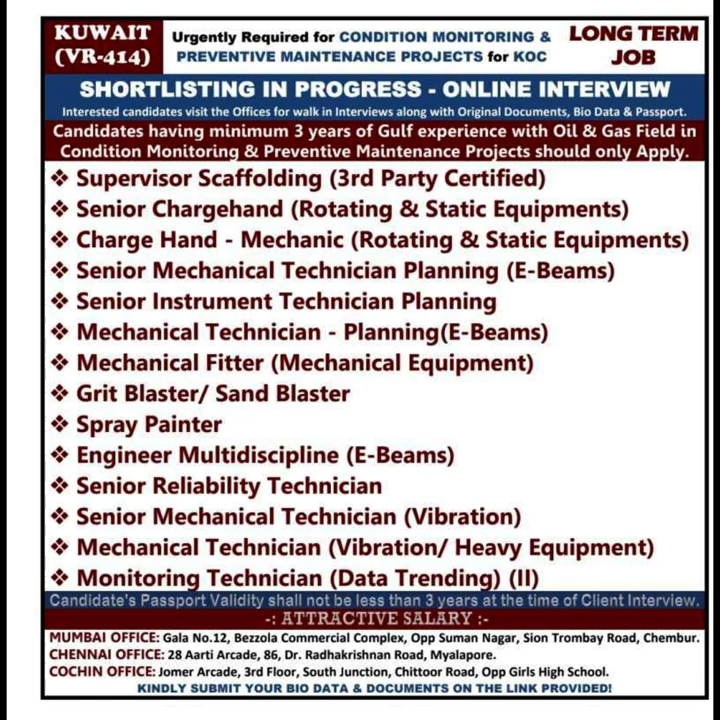 KUWAIT
(VR-414)
Urgently Required for CONDITION MONITORING &
PREVENTIVE MAINTENANCE PROJECTS for KOC
LONG TERM
JOB
SHORTLISTING IN PROGRESS - ONLINE INTERVIEW
Interested candidates visit the Offices for walk in Interviews along with Original Documents, Bio Data & Passport.
Candidates having minimum 3 years of Gulf experience with Oil & Gas Field in
Condition Monitoring & Preventive Maintenance Projects should only Apply.
❖ Supervisor Scaffolding (3rd Party Certified)
❖ Senior Chargehand (Rotating & Static Equipments)
❖ Charge Hand - Mechanic (Rotating & Static Equipments)
❖ Senior Mechanical Technician Planning (E-Beams)
❖ Senior Instrument Technician Planning
❖ Mechanical Technician - Planning(E-Beams)
❖ Mechanical Fitter (Mechanical Equipment)
❖ Grit Blaster/ Sand Blaster
❖ Spray Painter
❖ Engineer Multidiscipline (E-Beams)
❖ Senior Reliability Technician
❖ Senior Mechanical Technician (Vibration)
❖ Mechanical Technician (Vibration/ Heavy Equipment)
❖ Monitoring Technician (Data Trending) (II)
Candidate's Passport Validity shall not be less than 3 years at the time of Client Interview.
-: ATTRACTIVE SALARY :-
MUMBAI OFFICE: Gala No.12, Bezzola Commercial Complex, Opp Suman Nagar, Sion Trombay Road, Chembur.
CHENNAI OFFICE: 28 Aarti Arcade, 86, Dr. Radhakrishnan Road, Myalapore.
COCHIN OFFICE: Jomer Arcade, 3rd Floor, South Junction, Chittoor Road, Opp Girls High School.
KINDLY SUBMIT YOUR BIO DATA & DOCUMENTS ON THE LINK PROVIDED!